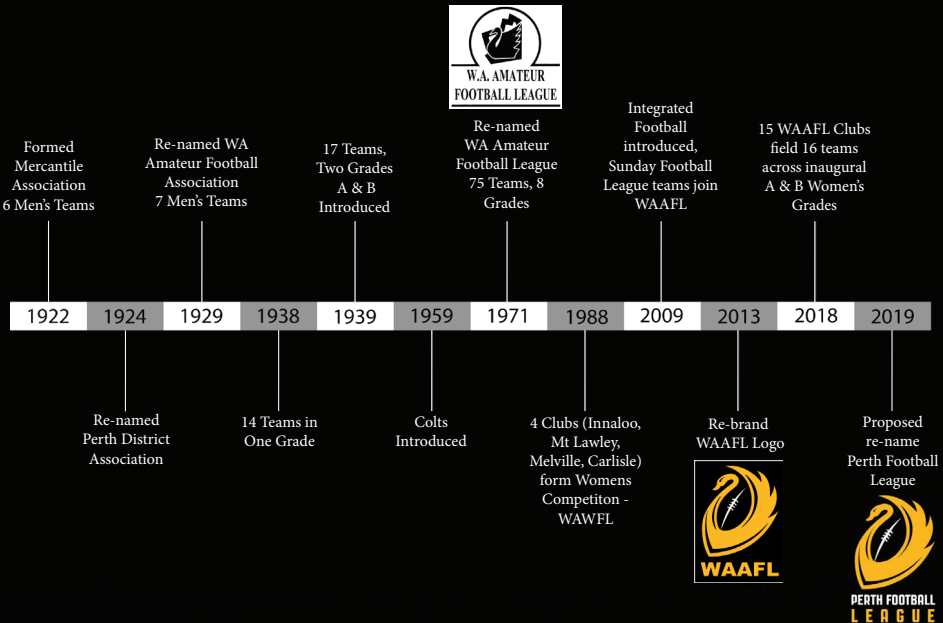 W.A. AMATEUR
FOOTBALL LEAGUE
Formed
Mercantile
Association
6 Men's Teams
Re-named WA
Amateur Football
Association
7 Men's Teams
17 Teams,
Two Grades
A & B
Introduced
Re-named
WA Amateur
Football League
75 Teams, 8
Grades
Integrated
Football
introduced,
Sunday Football
League teams join
WAAFL
15 WAAFL Clubs
field 16 teams
across inaugural
A & B Women's
Grades
1922 1924 1929 1938 1939 1959 1971 1988 2009 2013 2018 2019
Re-named
Perth District
Association
14 Teams in
One Grade
Colts
Introduced
4 Clubs (Innaloo,
Mt Lawley,
Melville, Carlisle)
form Womens
Competiton -
WAWFL
Re-brand
WAAFL Logo
WAAFL
Proposed
re-name
Perth Football
League
PERTH FOOTBALL
LEAGUE